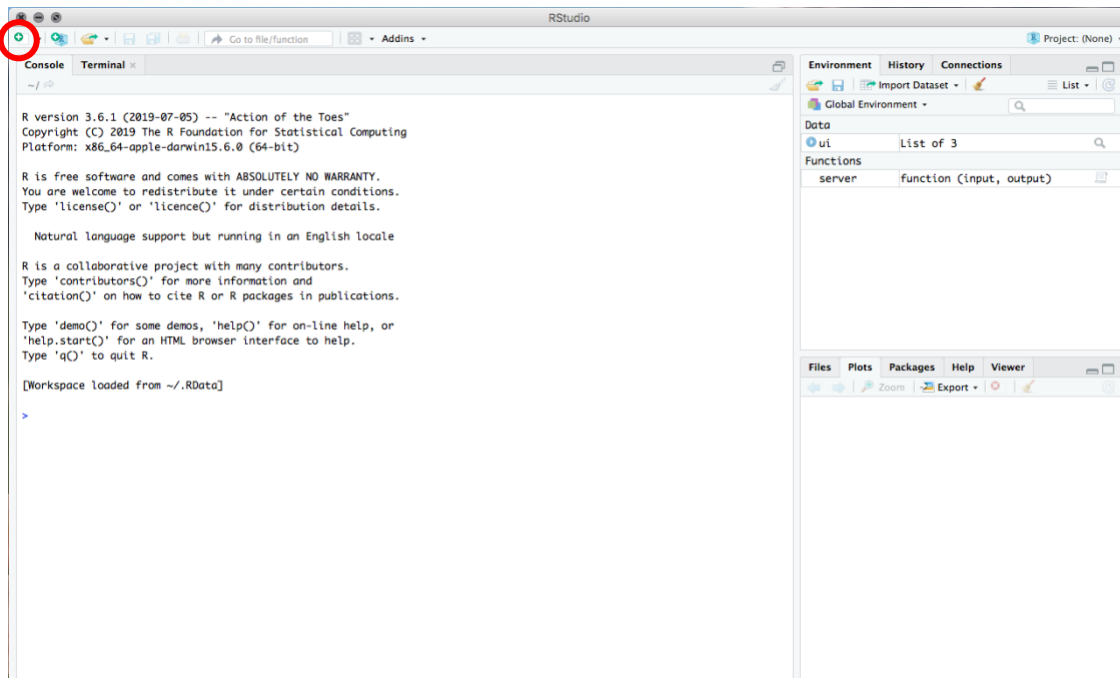 RStudio
Go to file/function
Addins
Project: (None)
Console Terminal
~/
R version 3.6.1 (2019-07-05) -- "Action of the Toes"
Copyright (C) 2019 The R Foundation for Statistical Computing
Platform: x86_64-apple-darwin15.6.0 (64-bit)
R is free software and comes with ABSOLUTELY NO WARRANTY.
You are welcome to redistribute it under certain conditions.
Type 'license()' or 'licence()' for distribution details.
Natural language support but running in an English locale
R is a collaborative project with many contributors.
Type 'contributors()' for more information and
'citation()' on how to cite R or R packages in publications.
Type 'demo()' for some demos, 'help()' for on-line help, or
'help.start()' for an HTML browser interface to help.
Type 'q()' to quit R.
[Workspace loaded from ~/.RData]
>
Environment History Connections
Import Dataset List
Global Environment
Data
ui List of 3
Functions
server function (input, output)
Files Plots Packages Help Viewer
Zoom Export